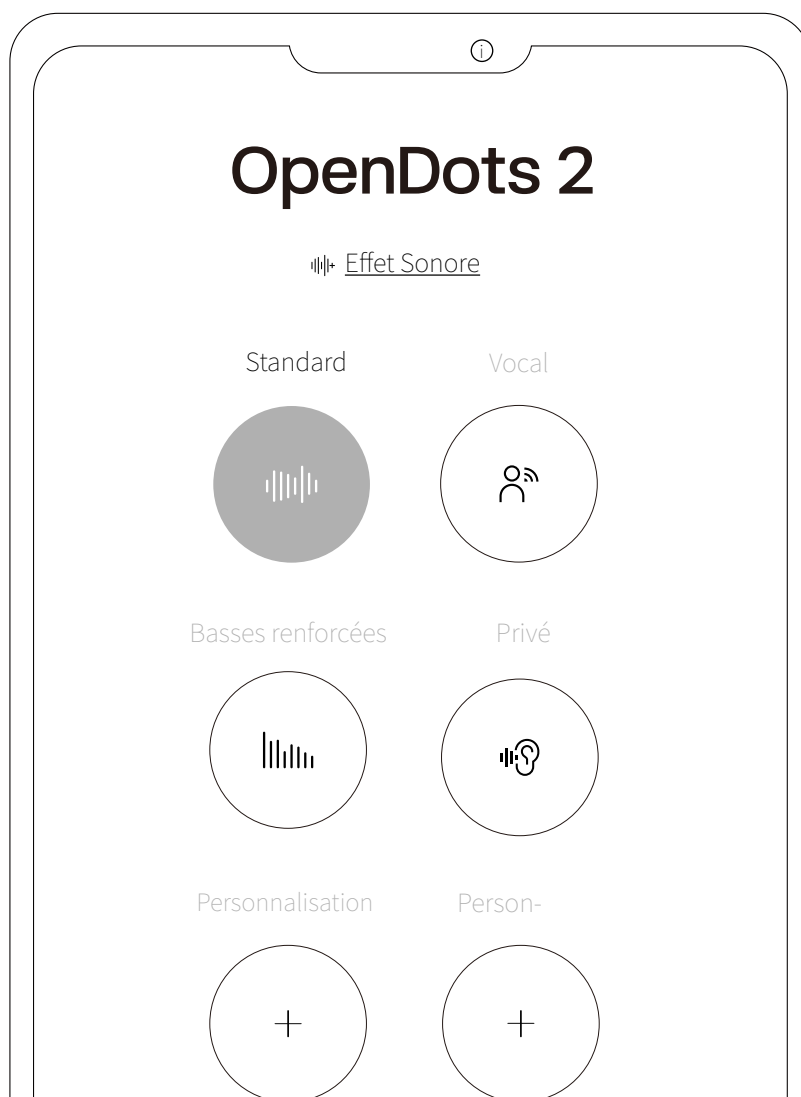 OpenDots 2
Effet Sonore
Standard
Vocal
Basses renforcées
Privé
Personnalisation
Person-